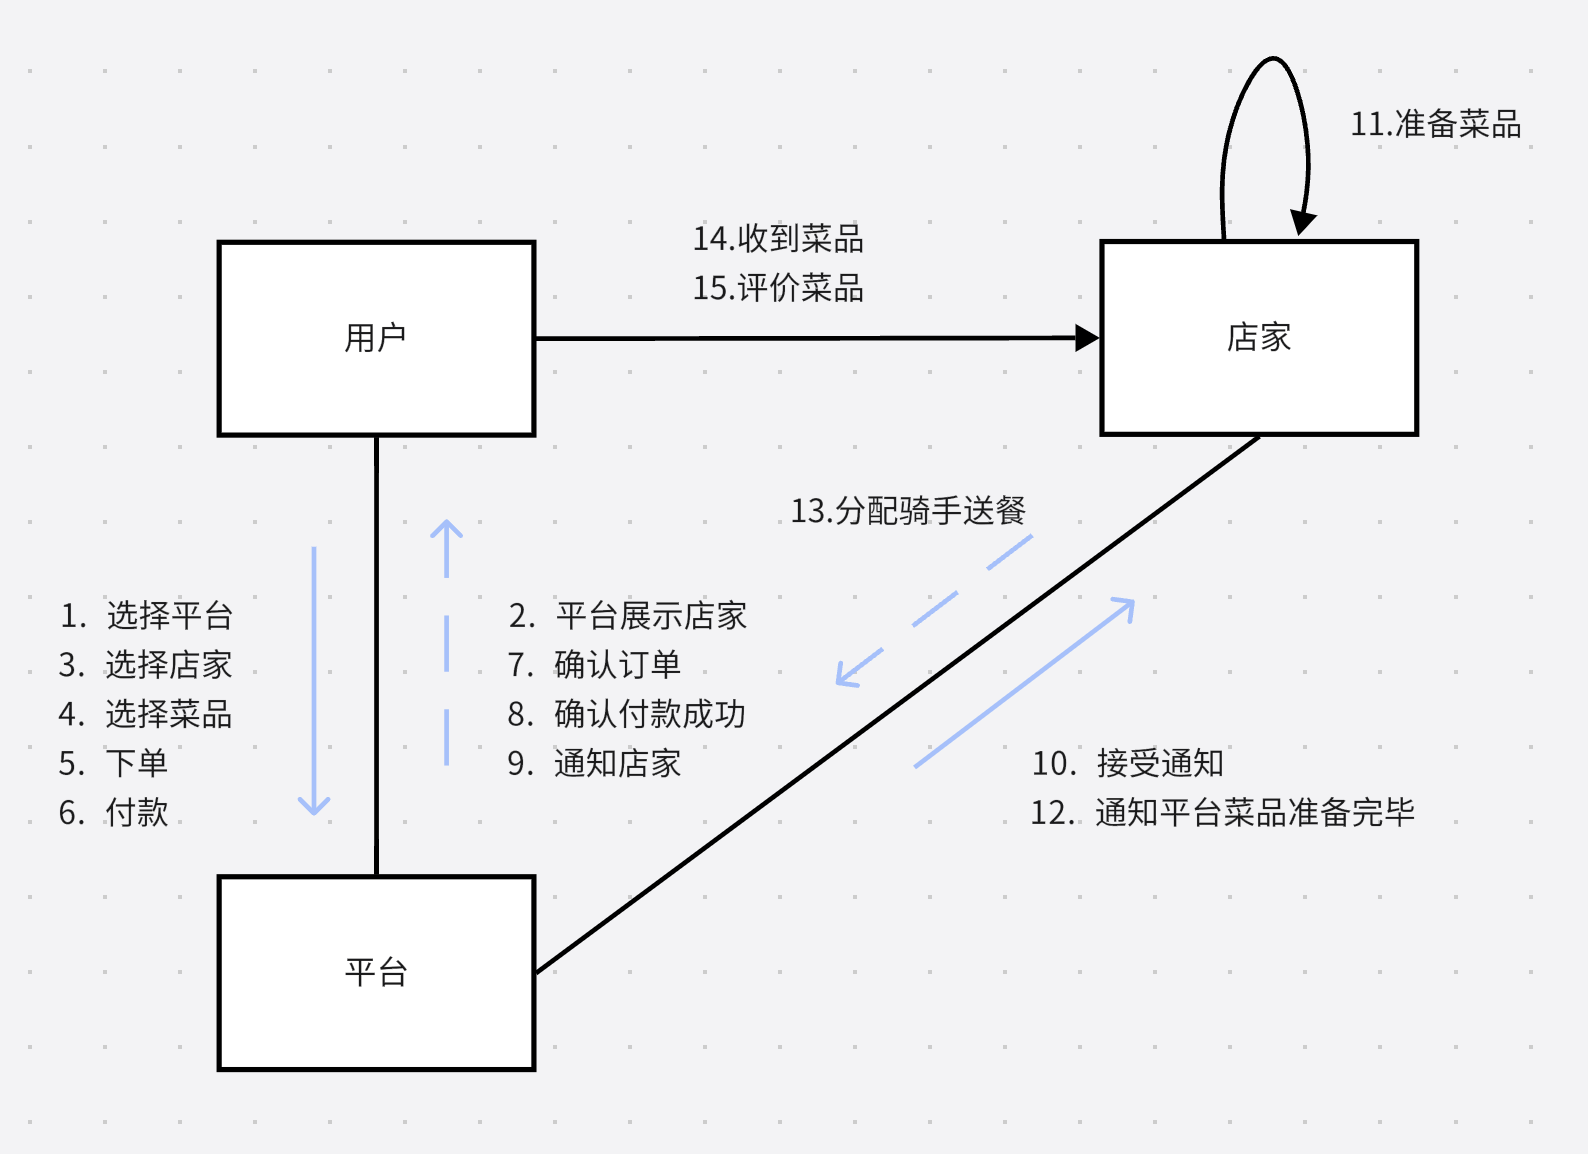 11.准备菜品
14.收到菜品
15.评价菜品
用户
店家
13.分配骑手送餐
1. 选择平台
3. 选择店家
4. 选择菜品
5. 下单
6. 付款
2. 平台展示店家
7. 确认订单
8. 确认付款成功
9. 通知店家
10. 接受通知
12. 通知平台菜品准备完毕
平台